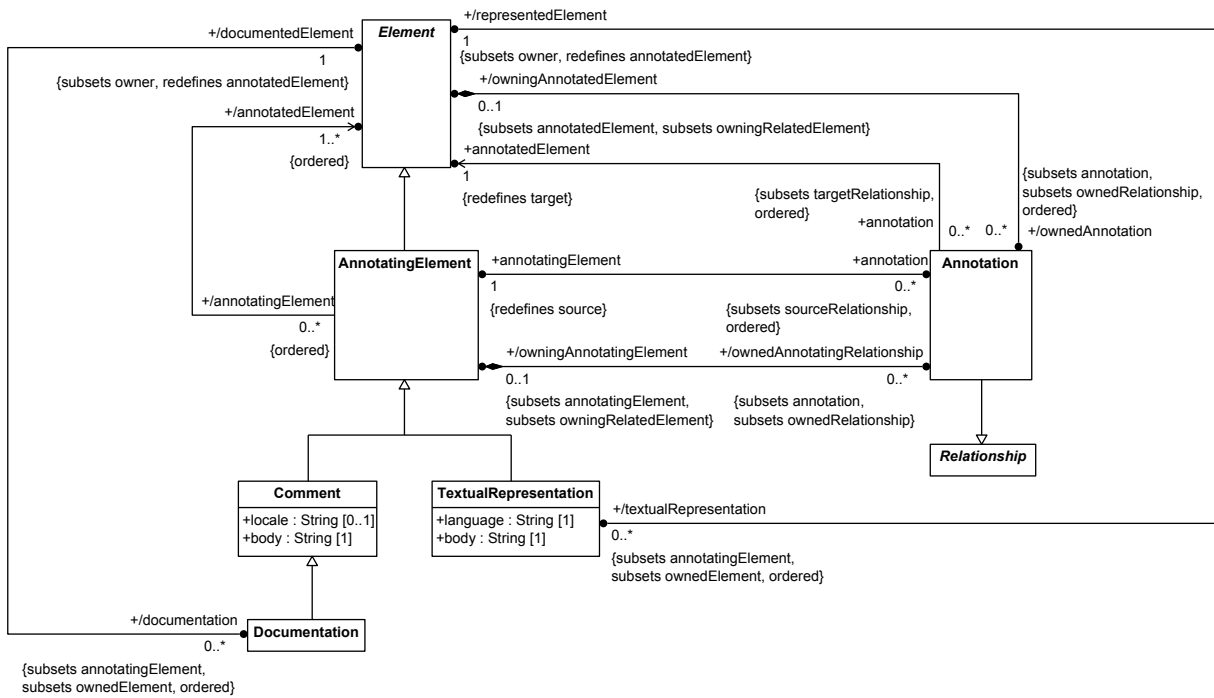 +/representedElement
Element
+/documentedElement
1
1
{subsets owner, redefines annotatedElement}
+/owningAnnotatedElement
{subsets owner, redefines annotatedElement}
0..1
+/annotatedElement
{subsets annotatedElement, subsets owningRelatedElement}
1..*
+annotatedElement
{ordered}
1
{subsets annotation,
subsets ownedRelationship,
ordered}
{redefines target}
{subsets targetRelationship,
ordered}
+annotation
0..*
0..*
+/ownedAnnotation
AnnotatingElement
+annotatingElement
+annotation
Annotation
1
0..*
+/annotatingElement
{redefines source}
{subsets sourceRelationship,
ordered}
0..*
{ordered}
+/owningAnnotatingElement
+/ownedAnnotatingRelationship
0..1
0..*
{subsets annotatingElement,
subsets owningRelatedElement}
{subsets annotation,
subsets ownedRelationship}
Relationship
Comment
+locale : String [0..1]
+body : String [1]
TextualRepresentation
+language : String [1]
+body : String [1]
+/textualRepresentation
0..*
{subsets annotatingElement,
subsets ownedElement, ordered}
+/documentation
Documentation
0..*
{subsets annotatingElement,
subsets ownedElement, ordered}